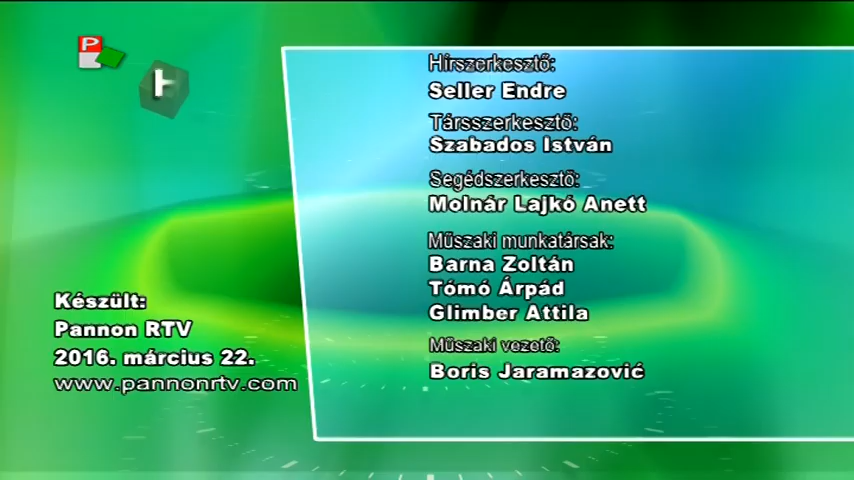 P
H
Hírszerkesztő:
Seller Endre
Társszerkesztő:
Szabados István
Segédszerkesztő:
Molnár Lajkó Anett
Műszaki munkatársak:
Barna Zoltán
Tómó Árpád
Glimber Attila
Műszaki vezető:
Boris Jaramazović
Készült:
Pannon RTV
2016. március 22.
www.pannonrtv.com